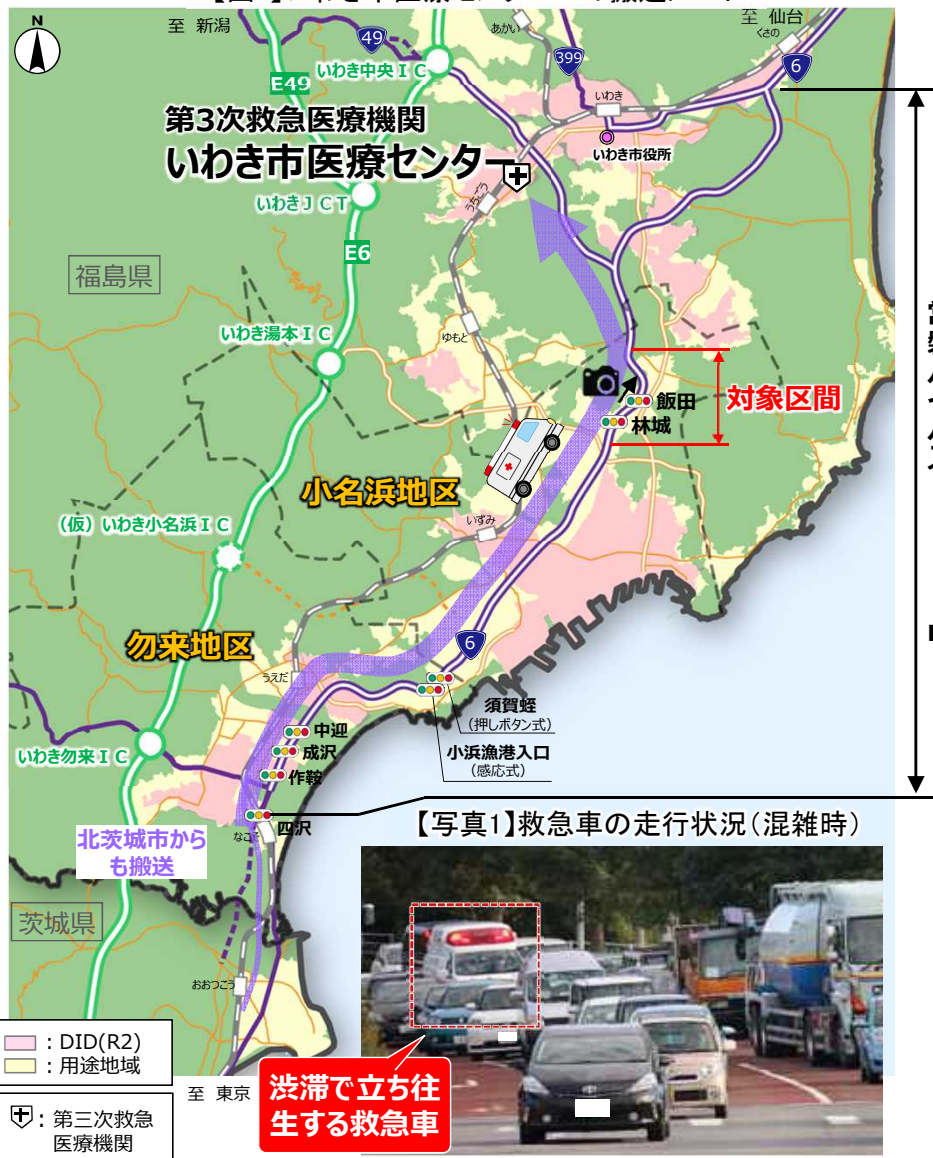 N
至 新潟
至 仙台
くさの
49
あかい
399
6
いわき中央IC
E49
いわき
第3次救急医療機関
いわき市医療センター
いわき市役所
うちごう
いわきJCT
E6
福島県
いわき湯本IC
ゆもと
対象区間
飯田
林城
小名浜地区
いずみ
(仮)いわき小名浜IC
勿来地区
6
うえだ
須賀蛭
(押しボタン式)
中迎
小浜漁港入口
(感応式)
成沢
いわき勿来IC
作鞍
四沢
なこそ
北茨城市から
も搬送
茨城県
おおつこう
【写真1】救急車の走行状況(混雑時)
:DID(R2)
:用途地域
至 東京
渋滞で立ち往
生する救急車
:第三次救急
医療機関